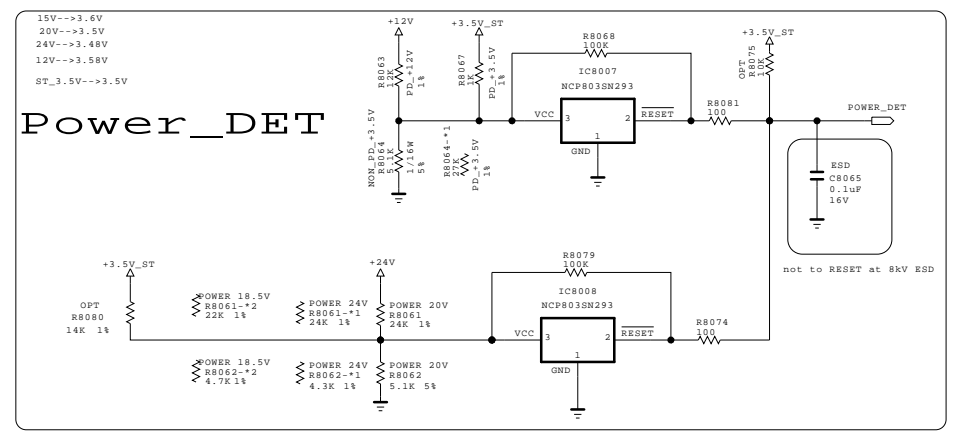 15V-->3.6V
20V-->3.5V
24V-->3.48V
12V-->3.58V
ST_3.5V-->3.5V
Power_DET
+12V
+3.5V_ST
R8063
12K
PD_+12V
1%
R8067
1K
PD_+3.5V
1%
R8068
100K
IC8007
NCP803SN293
VCC
3
2
RESET
1
GND
NON_PD_+3.5V
R8064
5.1K
1/16W
5%
R8064-*1
27K
PD_+3.5V
1%
R8081
100
+3.5V_ST
OPT
R8075
10K
POWER_DET
ESD
C8065
0.1uF
16V
not to RESET at 8kV ESD
+3.5V_ST
OPT
R8080
14K 1%
POWER 18.5V
R8061-*2
22K 1%
POWER 24V
R8061-*1
24K 1%
+24V
POWER 20V
R8061
24K 1%
POWER 18.5V
R8062-*2
4.7K 1%
POWER 24V
R8062-*1
4.3K 1%
POWER 20V
R8062
5.1K 5%
R8079
100K
IC8008
NCP803SN293
VCC
3
2
RESET
1
GND
R8074
100